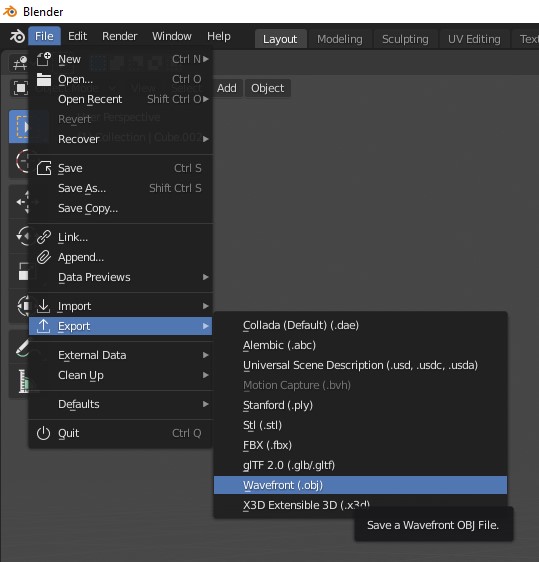 Blender
File Edit Render Window Help Layout Modeling Sculpting UV Editing Text
New Ctrl N
Open... Ctrl O
Add Object
Open Recent Shift Ctrl O
Revert
Perspective
Recover
Collection | Cube.002
Save Ctrl S
Save As... Shift Ctrl S
Save Copy...
Link...
Append...
Data Previews
Import
Export
External Data
Clean Up
Defaults
Quit Ctrl Q
Collada (Default) (.dae)
Alembic (.abc)
Universal Scene Description (.usd, .usdc, .usda)
Motion Capture (.bvh)
Stanford (.ply)
Stl (.stl)
FBX (.fbx)
glTF 2.0 (.glb/.gltf)
Wavefront (.obj)
X3D Extensible 3D (.x3d)
Save a Wavefront OBJ File.